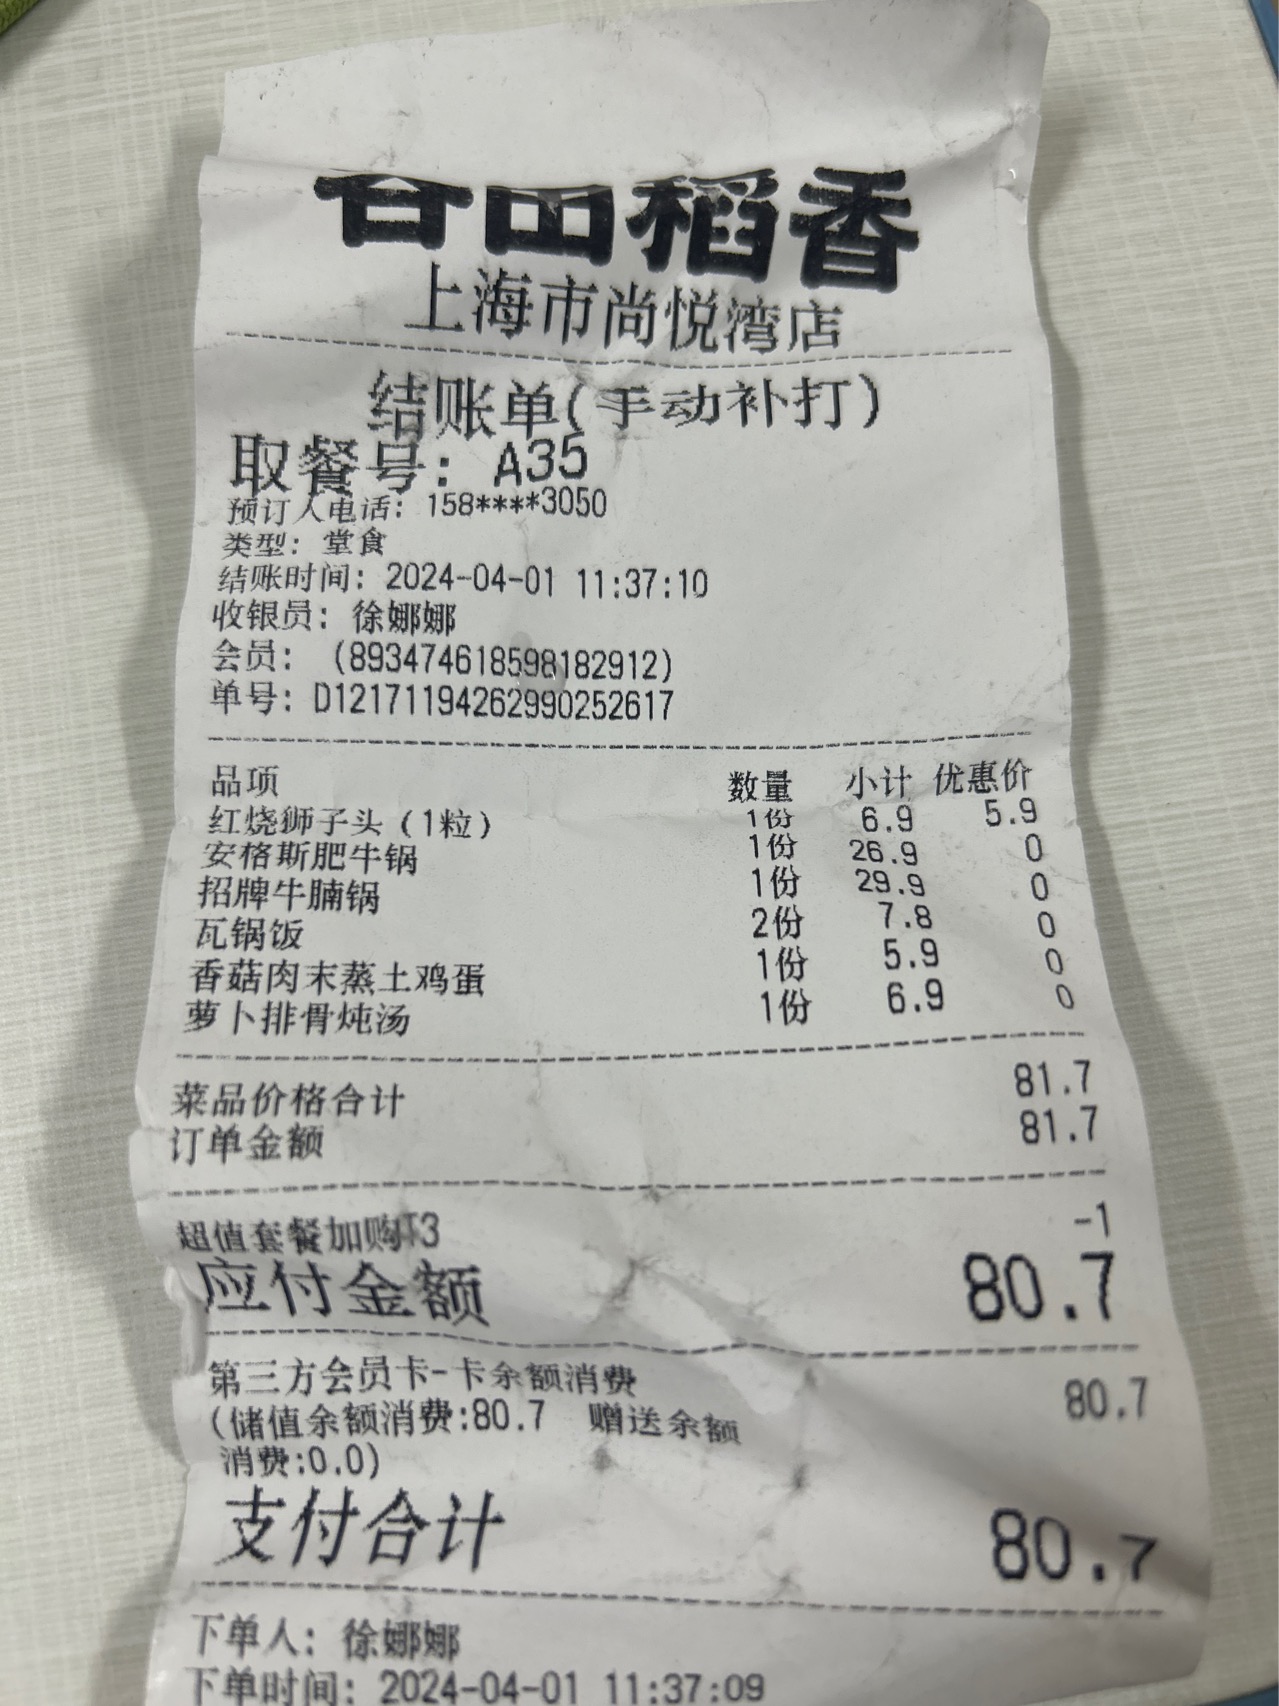 谷田稻香
上海市尚悦湾店
结账单(手动补打)
取餐号: A35
预订人电话: 158****3050
类型: 堂食
结账时间: 2024-04-01 11:37:10
收银员: 徐娜娜
会员: (893474618598182912)
单号: D12171194262990252617
品项 数量 小计 优惠价
红烧狮子头(1粒) 1份 6.9 5.9
安格斯肥牛锅 1份 26.9 0
招牌牛腩锅 1份 29.9 0
瓦锅饭 2份 7.8 0
香菇肉末蒸土鸡蛋 1份 5.9 0
萝卜排骨炖汤 1份 6.9 0
菜品价格合计 81.7
订单金额 81.7
超值套餐加购T3 -1
应付金额 80.7
第三方会员卡-卡余额消费 80.7
(储值余额消费:80.7 赠送余额
消费:0.0)
支付合计 80.7
下单人: 徐娜娜
下单时间: 2024-04-01 11:37:09